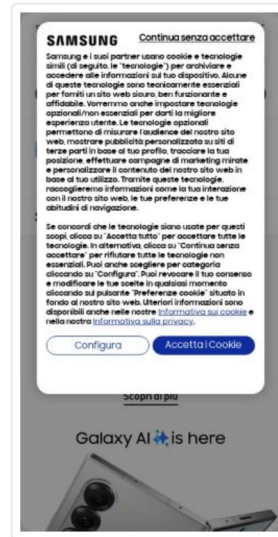 SAMSUNG
Continua senza accettare
Samsung e i suoi partner usano cookie e tecnologie
simili (di seguito, le "tecnologie") per archiviare e
accedere alle informazioni sul tuo dispositivo. Alcune
di queste tecnologie sono tecnicamente essenziali
per fornirti un sito web sicuro, ben funzionante e
affidabile. Vorremmo anche impostare tecnologie
opzionali/non essenziali per darti la migliore
esperienza utente. Le tecnologie opzionali
permettono di misurare l'audience del nostro sito
web, mostrare pubblicità personalizzata su siti di
terze parti in base al tuo profilo, tracciare la tua
posizione, effettuare campagne di marketing mirate
e personalizzare il contenuto del nostro sito web in
base al tuo utilizzo. Tramite queste tecnologie,
raccoglieremo informazioni come la tua interazione
con il nostro sito web, le tue preferenze e le tue
abitudini di navigazione.
Se concordi che le tecnologie siano usate per questi
scopi, clicca su "Accetta tutto" per accettare tutte le
tecnologie. In alternativa, clicca su "Continua senza
accettare" per rifiutare tutte le tecnologie non
essenziali. Puoi anche scegliere per categoria
cliccando su "Configura". Puoi revocare il tuo consenso
e modificare le tue scelte in qualsiasi momento
cliccando sul pulsante "Preferenze cookie" situato in
fondo al nostro sito web. Ulteriori informazioni sono
disponibili anche nelle nostre Informativa sui cookie e
nella nostra Informativa sulla privacy.
Configura
Accetta i Cookie
Scopri di più
Galaxy AI is here